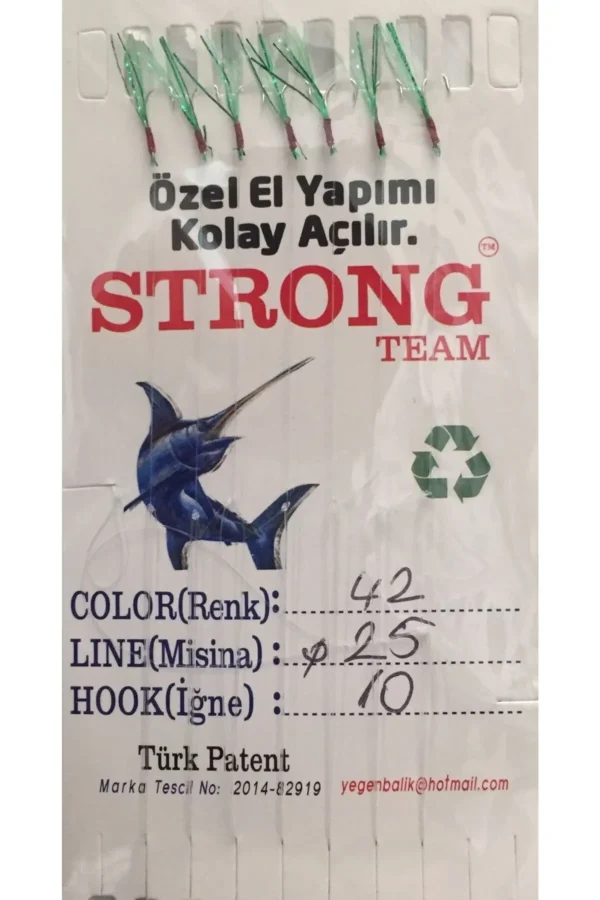 Özel El Yapımı
Kolay Açılır.
STRONG TM
TEAM
COLOR(Renk): 42
LINE(Misina) : φ 25
HOOK(İğne) : 10
Türk Patent
Marka Tescil No: 2014-82919 yegenbalik@hotmail.com